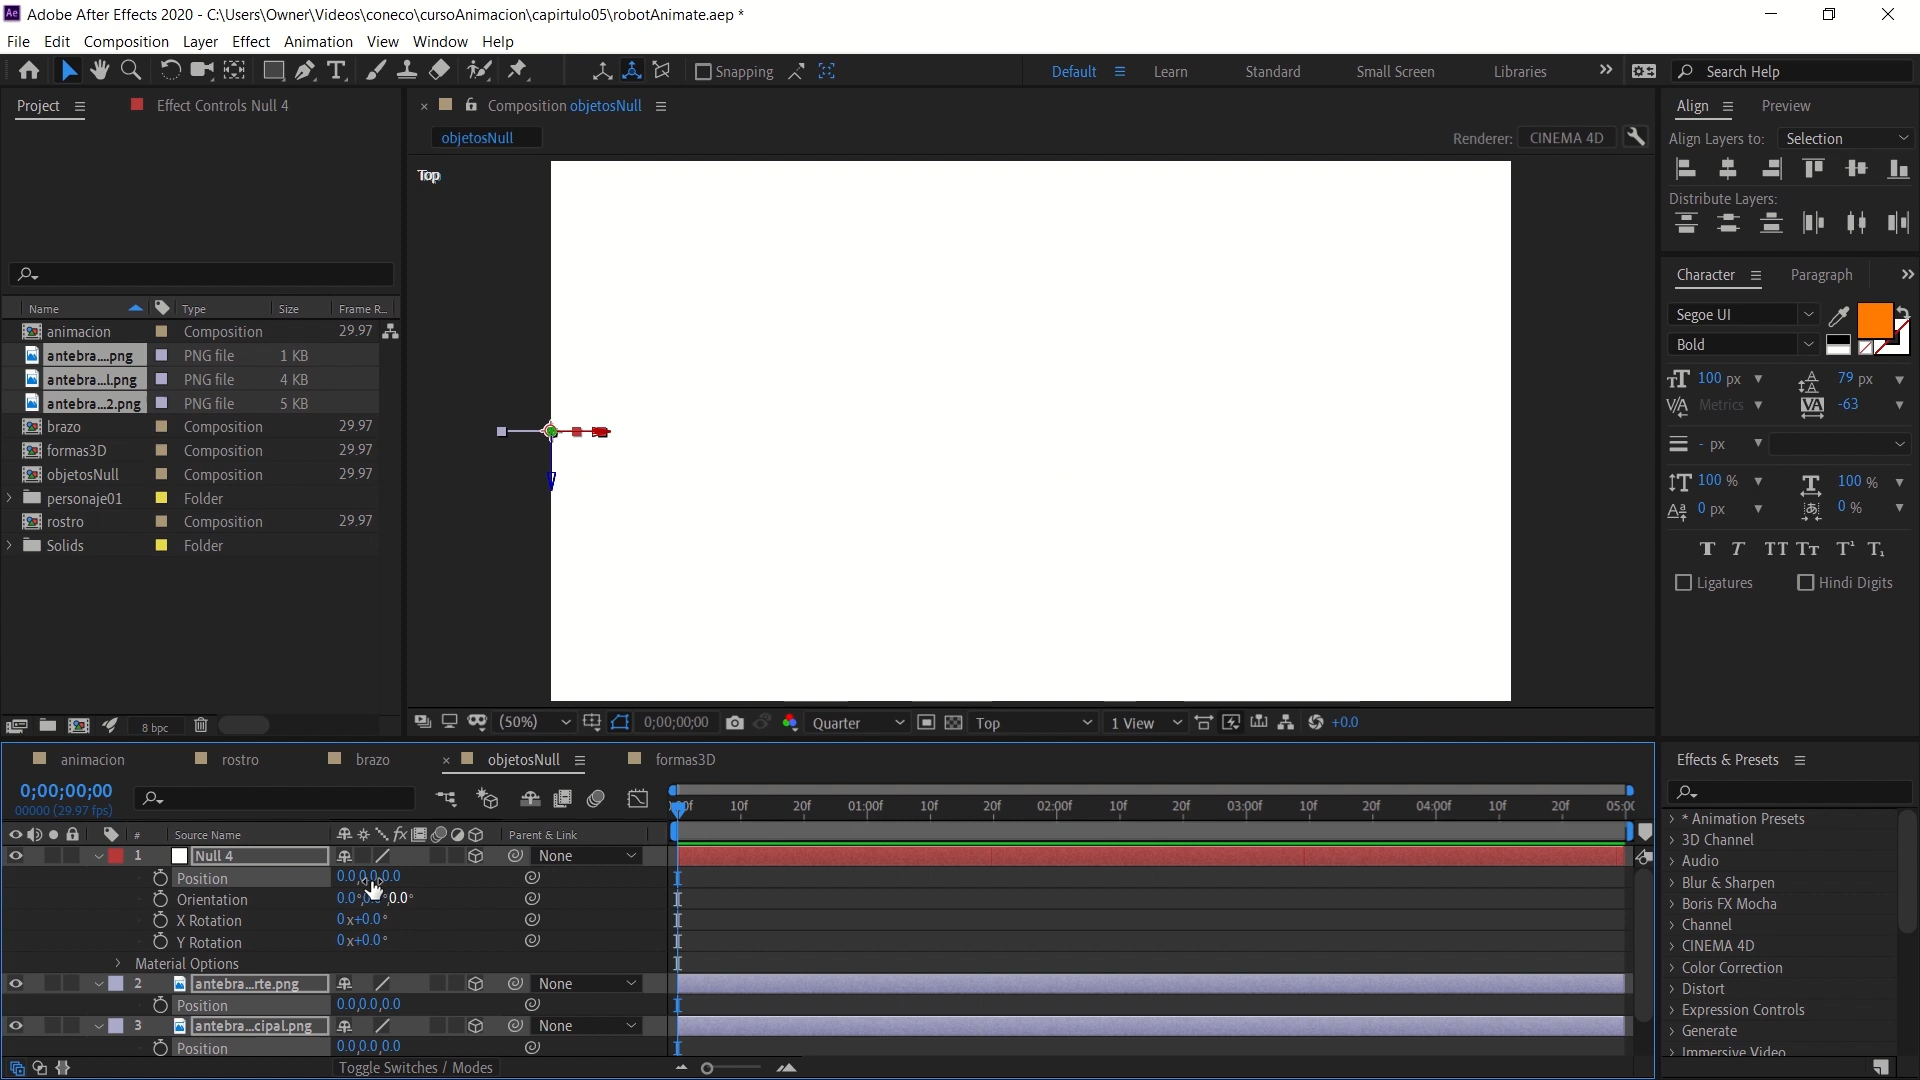 Adobe After Effects 2020 - C:\Users\Owner\Videos\coneco\cursoAnimacion\capirtulo05\robotAnimate.aep *
File Edit Composition Layer Effect Animation View Window Help
Snapping
Default Learn Standard Small Screen Libraries Search Help
Project Effect Controls Null 4
Composition objetosNull
objetosNull
Renderer: CINEMA 4D
Top
Name Type Size Frame R...
animacion Composition 29.97
antebra....png PNG file 1 KB
antebra...l.png PNG file 4 KB
antebra...2.png PNG file 5 KB
brazo Composition 29.97
formas3D Composition 29.97
objetosNull Composition 29.97
personaje01 Folder
rostro Composition 29.97
Solids Folder
8 bpc
(50%) 0;00;00;00 Quarter Top 1 View +0.0
Align Preview
Align Layers to: Selection
Distribute Layers:
Character Paragraph
Segoe UI
Bold
100 px 79 px
Metrics -63
- px
100 % 100 %
0 px 0 %
Ligatures Hindi Digits
animacion rostro brazo objetosNull formas3D
0;00;00;00
00000 (29.97 fps)
10f 20f 01:00f 10f 20f 02:00f 10f 20f 03:00f 10f 20f 04:00f 10f 20f
# Source Name Parent & Link
1 Null 4 None
Position 0.0,0.0,0.0
Orientation 0.0°, ,0.0°
X Rotation 0x+0.0°
Y Rotation 0x+0.0°
Material Options
2 antebra...rte.png None
Position 0.0,0.0,0.0
3 antebra...cipal.png None
Position 0.0,0.0,0.0
Toggle Switches / Modes
Effects & Presets
* Animation Presets
3D Channel
Audio
Blur & Sharpen
Boris FX Mocha
Channel
CINEMA 4D
Color Correction
Distort
Expression Controls
Generate
Immersive Video